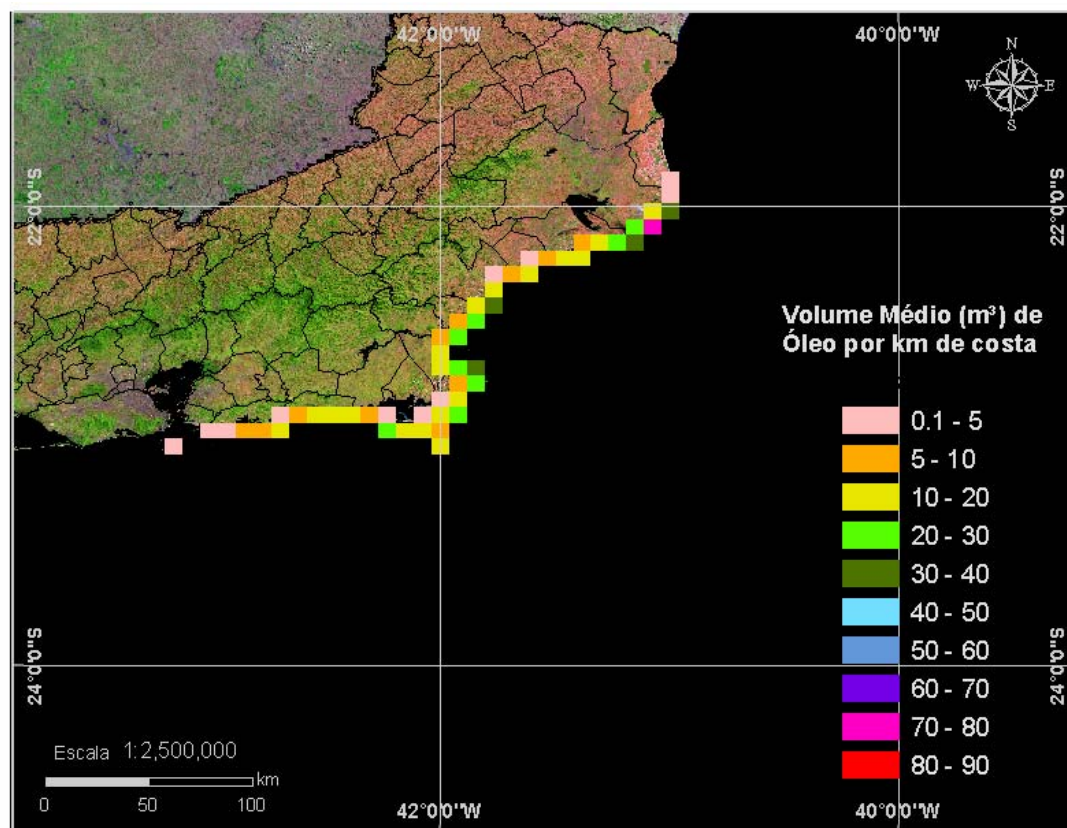 42°0'0"W
40°0'0"W
N
W
E
S
22°0'0"S
22°0'0"S
Volume Médio (m³) de
Óleo por km de costa
0.1 - 5
5 - 10
10 - 20
20 - 30
30 - 40
40 - 50
50 - 60
60 - 70
70 - 80
80 - 90
24°0'0"S
24°0'0"S
Escala 1:2,500,000
km
0 50 100
42°0'0"W
40°0'0"W